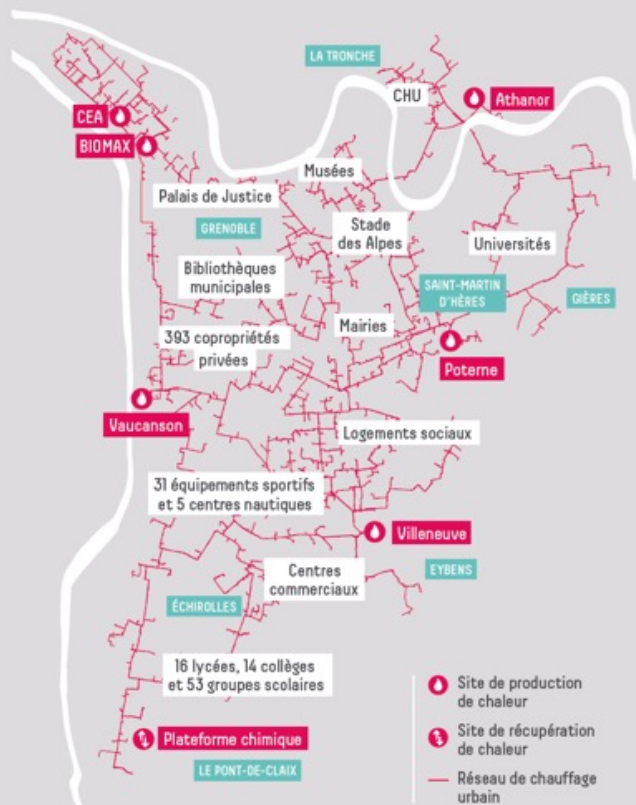 LA TRONCHE
CHU
Athanor
CEA
BIOMAX
Musées
Palais de Justice
GRENOBLE
Stade
des Alpes
Universités
Bibliothèques
municipales
SAINT-MARTIN
D'HÈRES
GIÈRES
Mairies
393 copropriétés
privées
Poterne
Vaucanson
Logements sociaux
31 équipements sportifs
et 5 centres nautiques
Villeneuve
Centres
commerciaux
EYBENS
ÉCHIROLLES
16 lycées, 14 collèges
et 53 groupes scolaires
Plateforme chimique
LE PONT-DE-CLAIX
Site de production
de chaleur
Site de récupération
de chaleur
Réseau de chauffage
urbain